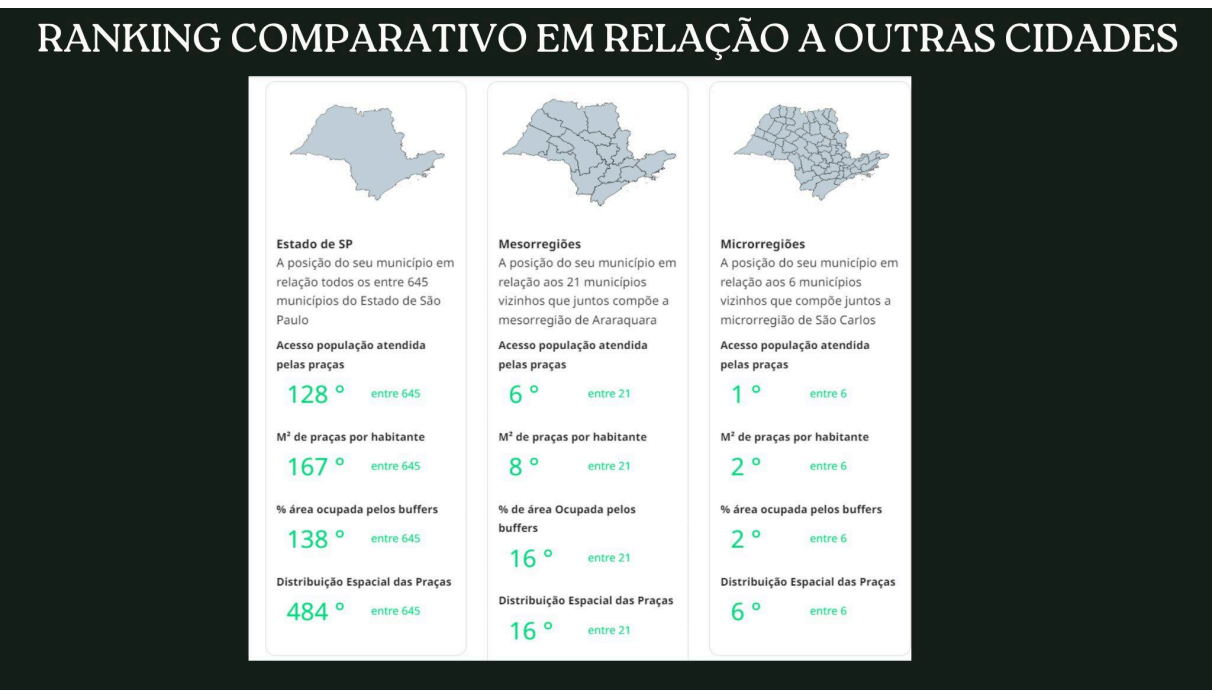 RANKING COMPARATIVO EM RELAÇÃO A OUTRAS CIDADES
Estado de SP
A posição do seu município em
relação todos os entre 645
municípios do Estado de São
Paulo
Acesso população atendida
pelas praças
128 º entre 645
M² de praças por habitante
167 º entre 645
% área ocupada pelos buffers
138 º entre 645
Distribuição Espacial das Praças
484 º entre 645
Mesorregiões
A posição do seu município em
relação aos 21 municípios
vizinhos que juntos compõe a
mesorregião de Araraquara
Acesso população atendida
pelas praças
6 º entre 21
M² de praças por habitante
8 º entre 21
% de área Ocupada pelos
buffers
16 º entre 21
Distribuição Espacial das Praças
16 º entre 21
Microrregiões
A posição do seu município em
relação aos 6 municípios
vizinhos que compõe juntos a
microrregião de São Carlos
Acesso população atendida
pelas praças
1 º entre 6
M² de praças por habitante
2 º entre 6
% área ocupada pelos buffers
2 º entre 6
Distribuição Espacial das Praças
6 º entre 6